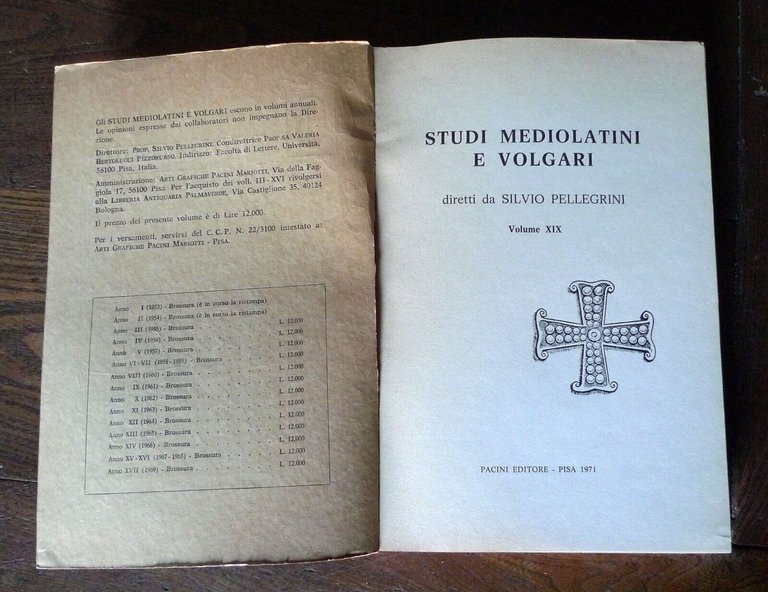 Gli STUDI MEDIOLATINI E VOLGARI escono in volumi annuali.
Le opinioni espresse dai collaboratori non impegnano la Dire-
zione.
Direttore: PROF. SILVIO PELLEGRINI. Condirettrice PROF.SSA VALERIA
BERTOLUCCI PIZZORUSSO. Indirizzo: Facoltà di Lettere, Università,
56100 Pisa, Italia.
Amministrazione: ARTI GRAFICHE PACINI MARIOTTI, Via della Fag-
giola 17, 56100 PISA. Per l'acquisto dei voll. III-XVI rivolgersi
alla LIBRERIA ANTIQUARIA PALMAVERDE, Via Castiglione 35, 40124
Bologna.
Il prezzo del presente volume è di Lire 12.000.
Per i versamenti, servirsi del C.C.P. N. 22/3100 intestato a:
ARTI GRAFICHE PACINI MARIOTTI - PISA.
Anno I (1953) - Brossura (è in corso la ristampa)
Anno II (1954) - Brossura (è in corso la ristampa)
Anno III (1955) - Brossura . . . . . . L. 12.000
Anno IV (1956) - Brossura . . . . . . L. 12.000
Anno V (1957) - Brossura . . . . . . L. 12.000
Anno VI-VII (1958-1959) - Brossura . . . . L. 12.000
Anno VIII (1960) - Brossura . . . . . . L. 12.000
Anno IX (1961) - Brossura . . . . . . L. 12.000
Anno X (1962) - Brossura . . . . . . L. 12.000
Anno XI (1963) - Brossura . . . . . . L. 12.000
Anno XII (1964) - Brossura . . . . . . L. 12.000
Anno XIII (1965) - Brossura . . . . . . L. 12.000
Anno XIV (1966) - Brossura . . . . . . L. 12.000
Anno XV-XVI (1967-1968) - Brossura . . . . L. 12.000
Anno XVII (1969) - Brossura . . . . . . L. 12.000
STUDI MEDIOLATINI
E VOLGARI
diretti da SILVIO PELLEGRINI
Volume XIX
PACINI EDITORE - PISA 1971